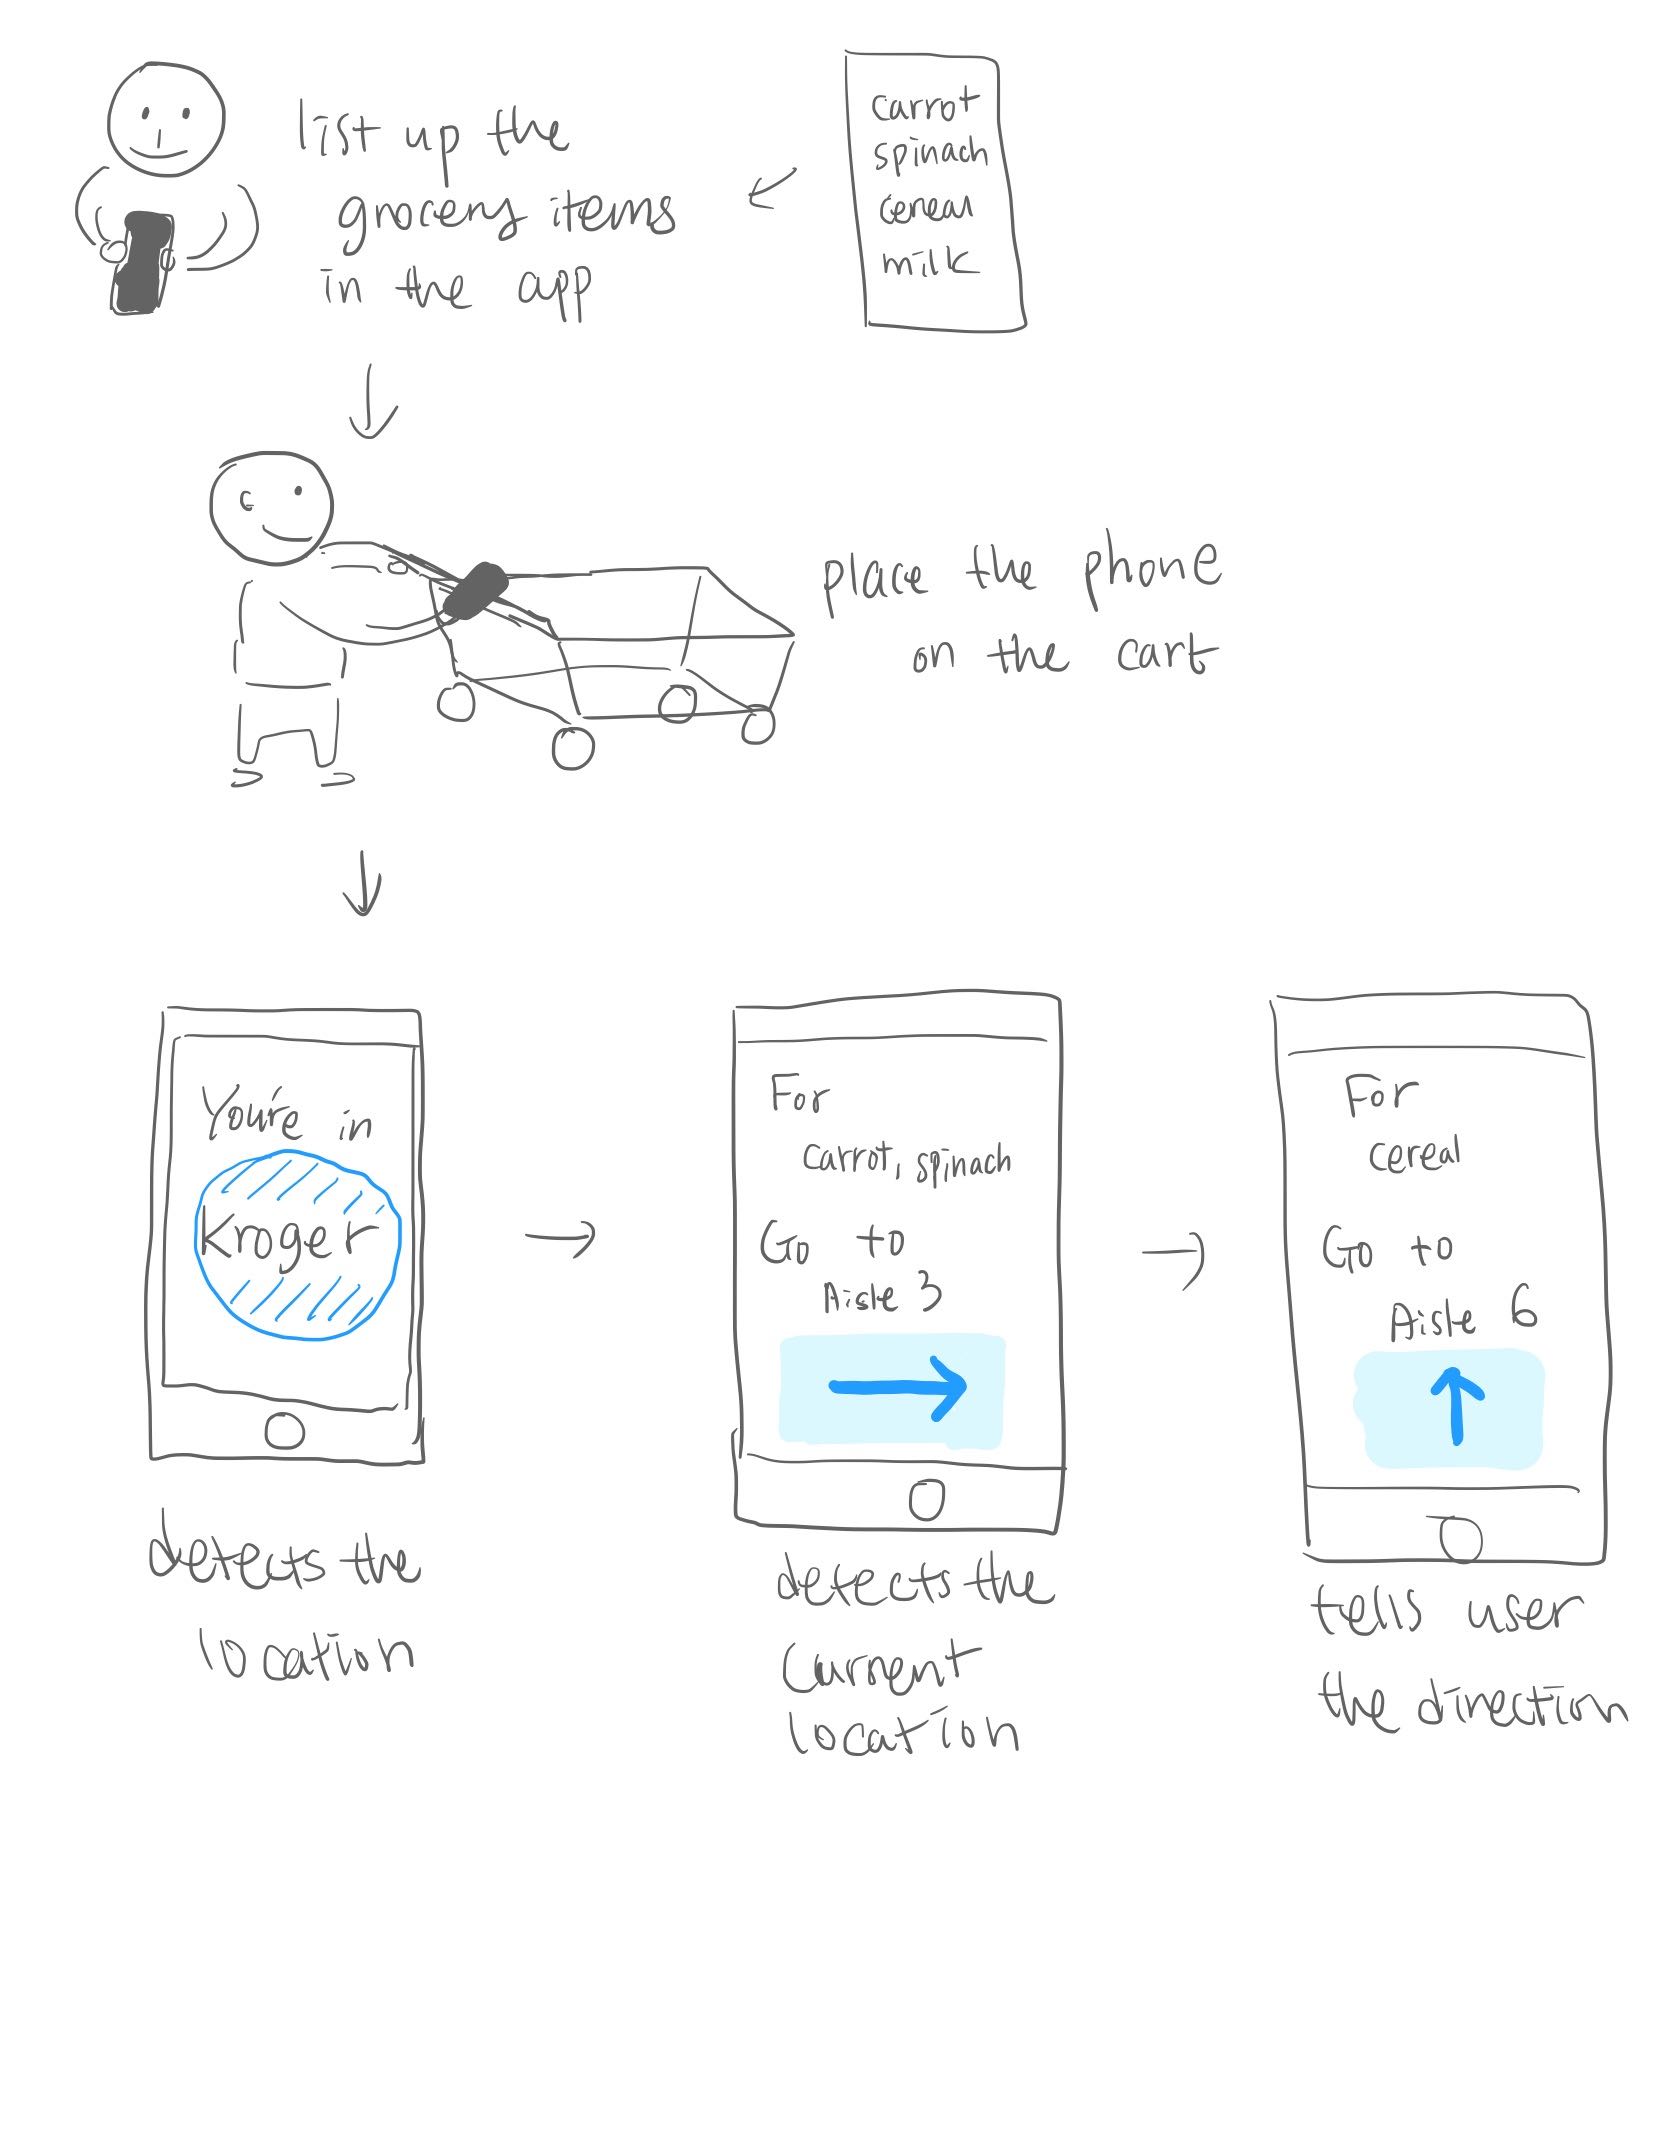 list up the
grocery items
in the app
carrot
spinach
cereal
milk
place the phone
on the cart
You're in
Kroger
detects the
location
For
carrot, spinach
Go to
Aisle 3
detects the
current
location
For
cereal
Go to
Aisle 6
tells user
the direction